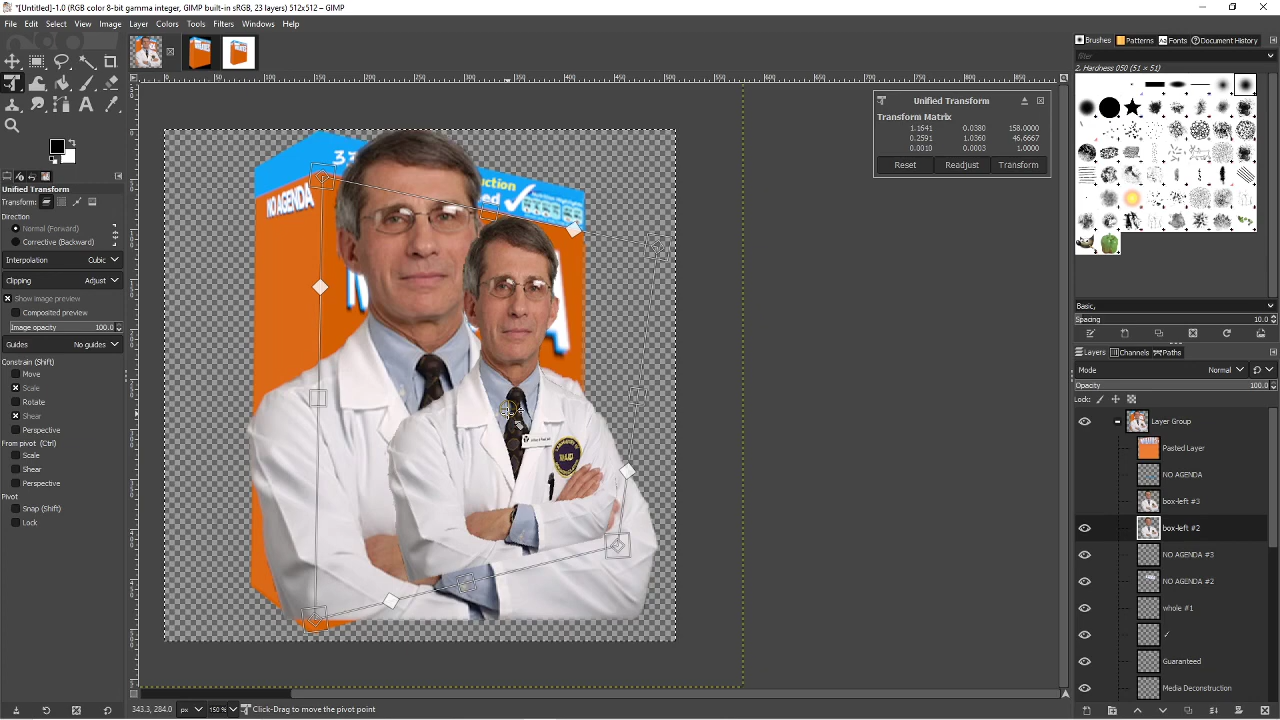 *[Untitled]-1.0 (RGB color 8-bit gamma integer, GIMP built-in sRGB, 23 layers) 512x512 – GIMP
File Edit Select View Image Layer Colors Tools Filters Windows Help
Unified Transform
Transform:
Direction
Normal (Forward)
Corrective (Backward)
Interpolation Cubic
Clipping Adjust
Show image preview
Composited preview
Image opacity 100.0
Guides No guides
Constrain (Shift)
Move
Scale
Rotate
Shear
Perspective
From pivot (Ctrl)
Scale
Shear
Perspective
Pivot
Snap (Shift)
Lock
33
NO AGENDA
uction
ed
A
Unified Transform
Transform Matrix
1.1641 0.0380 158.0000
0.2591 1.0360 46.6667
0.0010 0.0003 1.0000
Reset Readjust Transform
Brushes Patterns Fonts Document History
filter
2. Hardness 050 (51 × 51)
Basic,
Spacing 10.0
Layers Channels Paths
Mode Normal
Opacity 100.0
Lock:
Layer Group
Pasted Layer
NO AGENDA
box-left #3
box-left #2
NO AGENDA #3
NO AGENDA #2
whole #1
✓
Guaranteed
Media Deconstruction
343.3, 284.0 px 150 % Click-Drag to move the pivot point